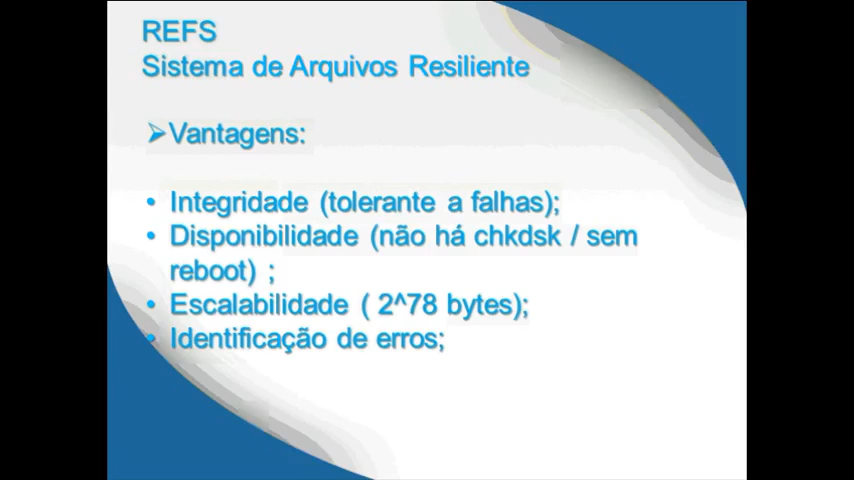 REFS
Sistema de Arquivos Resiliente
➢Vantagens:
• Integridade (tolerante a falhas);
• Disponibilidade (não há chkdsk / sem
reboot) ;
• Escalabilidade ( 2^78 bytes);
• Identificação de erros;